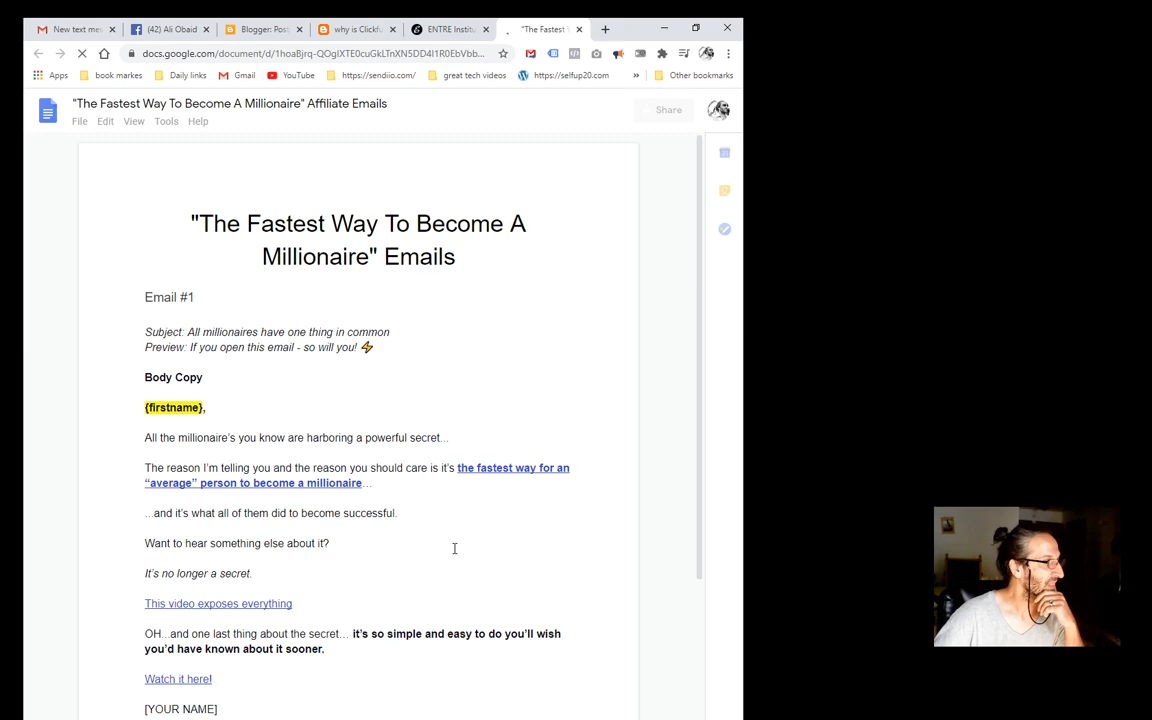 New text mes
(42) Ali Obaid
Blogger: Post
why is Clickfu
ENTRE Institu
"The Fastest W
docs.google.com/document/d/1hoaBjrq-QOglXTE0cuGkLTnXN5DD4I1R0EbVbb...
Apps
book markes
Daily links
Gmail
YouTube
https://sendiio.com/
great tech videos
https://selfup20.com
»
Other bookmarks
"The Fastest Way To Become A Millionaire" Affiliate Emails
File Edit View Tools Help
Share
"The Fastest Way To Become A
Millionaire" Emails
Email #1
Subject: All millionaires have one thing in common
Preview: If you open this email - so will you! ⚡
Body Copy
{firstname},
All the millionaire's you know are harboring a powerful secret...
The reason I'm telling you and the reason you should care is it's the fastest way for an
“average” person to become a millionaire…
...and it's what all of them did to become successful.
Want to hear something else about it?
It's no longer a secret.
This video exposes everything
OH...and one last thing about the secret... it's so simple and easy to do you'll wish
you'd have known about it sooner.
Watch it here!
[YOUR NAME]